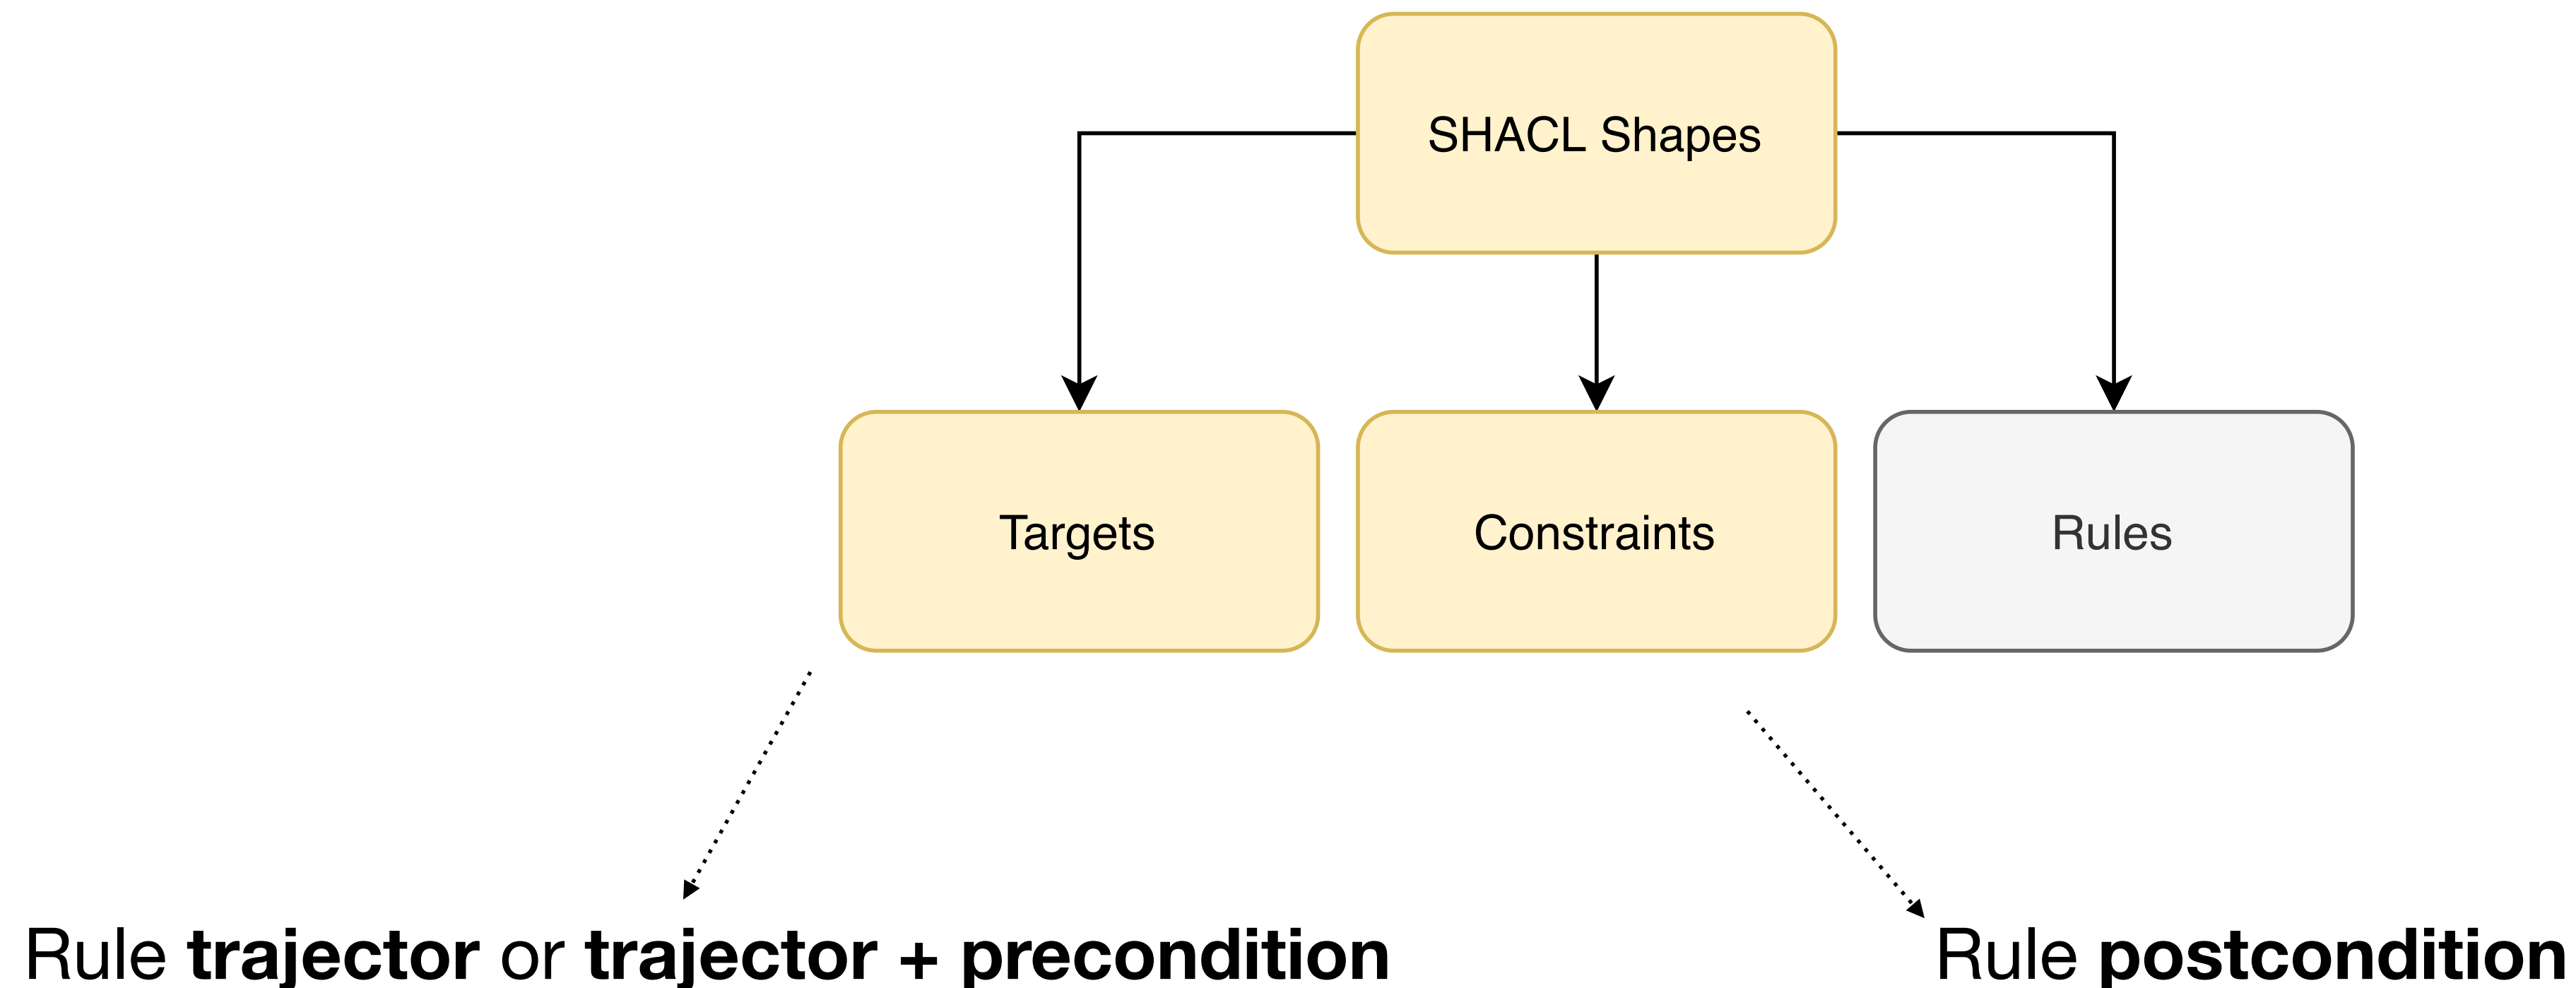 SHACL Shapes
Targets
Constraints
Rules
Rule trajector or trajector + precondition
Rule postcondition